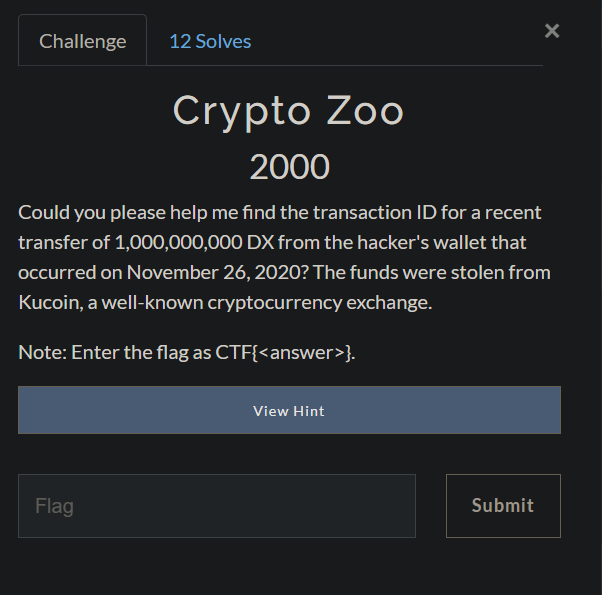 Challenge
12 Solves
×
Crypto Zoo
2000
Could you please help me find the transaction ID for a recent
transfer of 1,000,000,000 DX from the hacker's wallet that
occurred on November 26, 2020? The funds were stolen from
Kucoin, a well-known cryptocurrency exchange.
Note: Enter the flag as CTF{<answer>}.
View Hint
Flag
Submit